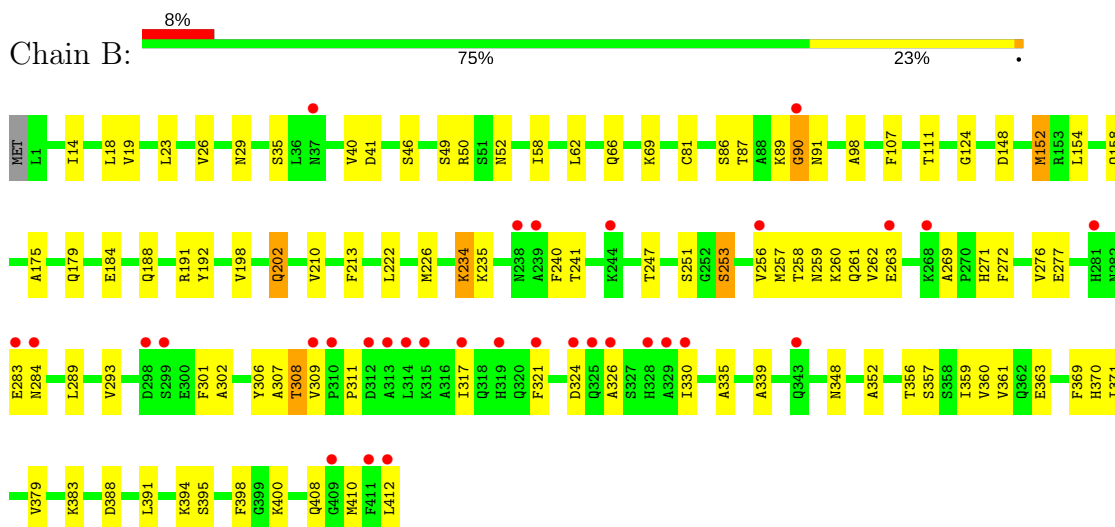 8%
Chain B:
75% 23% •
MET L1 I14 L18 V19 L23 V26 N29 S35 L36 N37 V40 D41 S46 S49 R50 S51 N52 I58 L62 Q66 K69 C81 S86 T87 A88 K89 G90 N91 A98 F107 T111 G124 D148 M152 R153 L154
A175 Q179 E184 Q188 R191 Y192 V198 Q202 V210 F213 L222 M226 K234 K235 N238 A239 F240 T241 K244 T247 S251 G252 S253 V256 M257 T258 N259 K260 Q261 V262 E263 K268 A269 P270 H271 F272 V276 E277 H281 N282
E283 N284 L289 V293 D298 S299 E300 F301 A302 Y306 A307 T308 V309 P310 P311 D312 A313 L314 K315 A316 I317 Q318 H319 Q320 F321 D324 Q325 A326 S327 H328 A329 I330 A335 A339 Q343 N348 A352 T356 S357 S358 I359 V360 V361 Q362 E363 F369 H370
V379 K383 D388 L391 K394 S395 F398 G399 K400 Q408 G409 M410 F411 L412